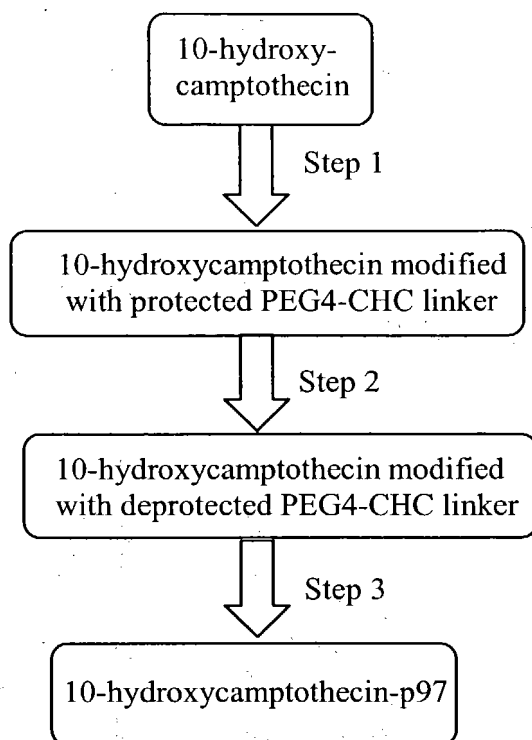 10-hydroxy-
camptothecin
Step 1
10-hydroxycamptothecin modified
with protected PEG4-CHC linker
Step 2
10-hydroxycamptothecin modified
with deprotected PEG4-CHC linker
Step 3
10-hydroxycamptothecin-p97